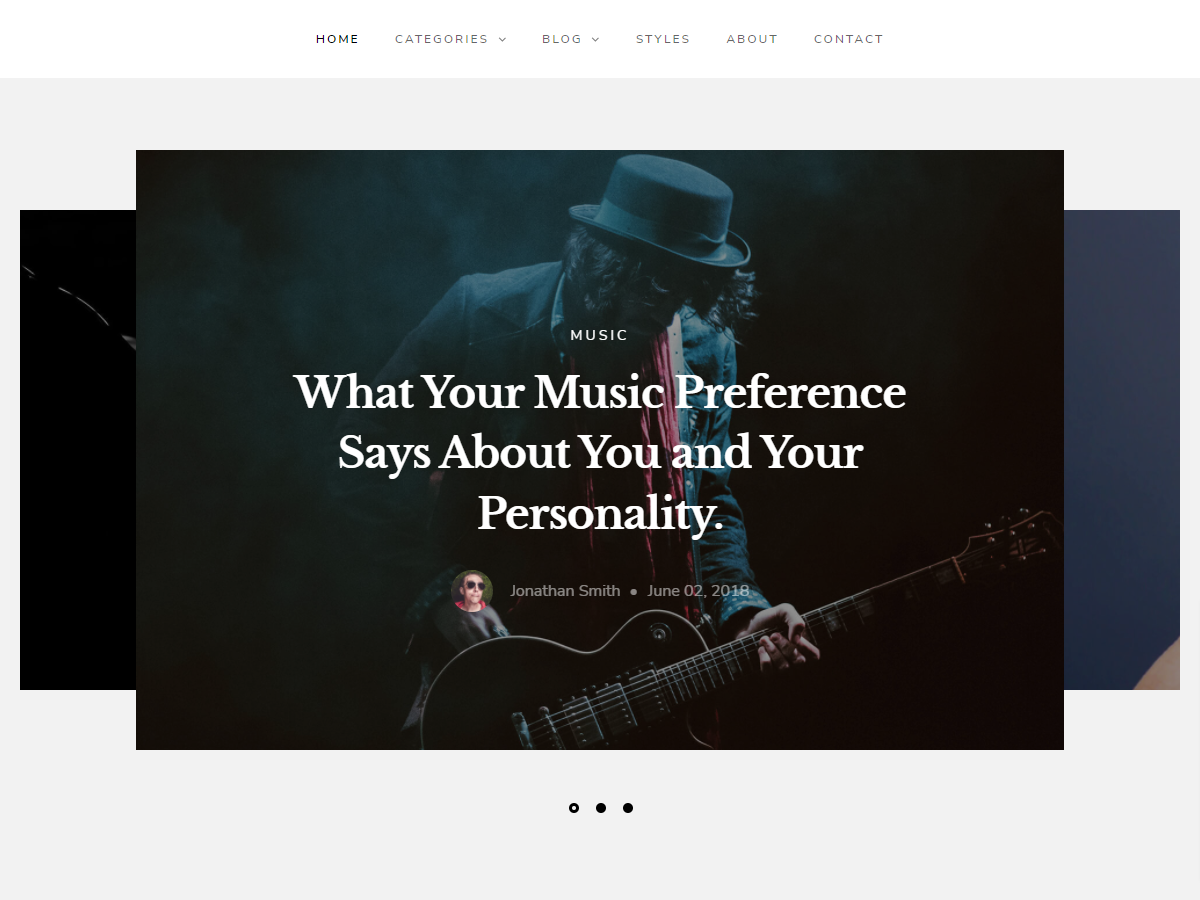 HOME CATEGORIES BLOG STYLES ABOUT CONTACT
MUSIC
What Your Music Preference
Says About You and Your
Personality.
Jonathan Smith • June 02, 2018